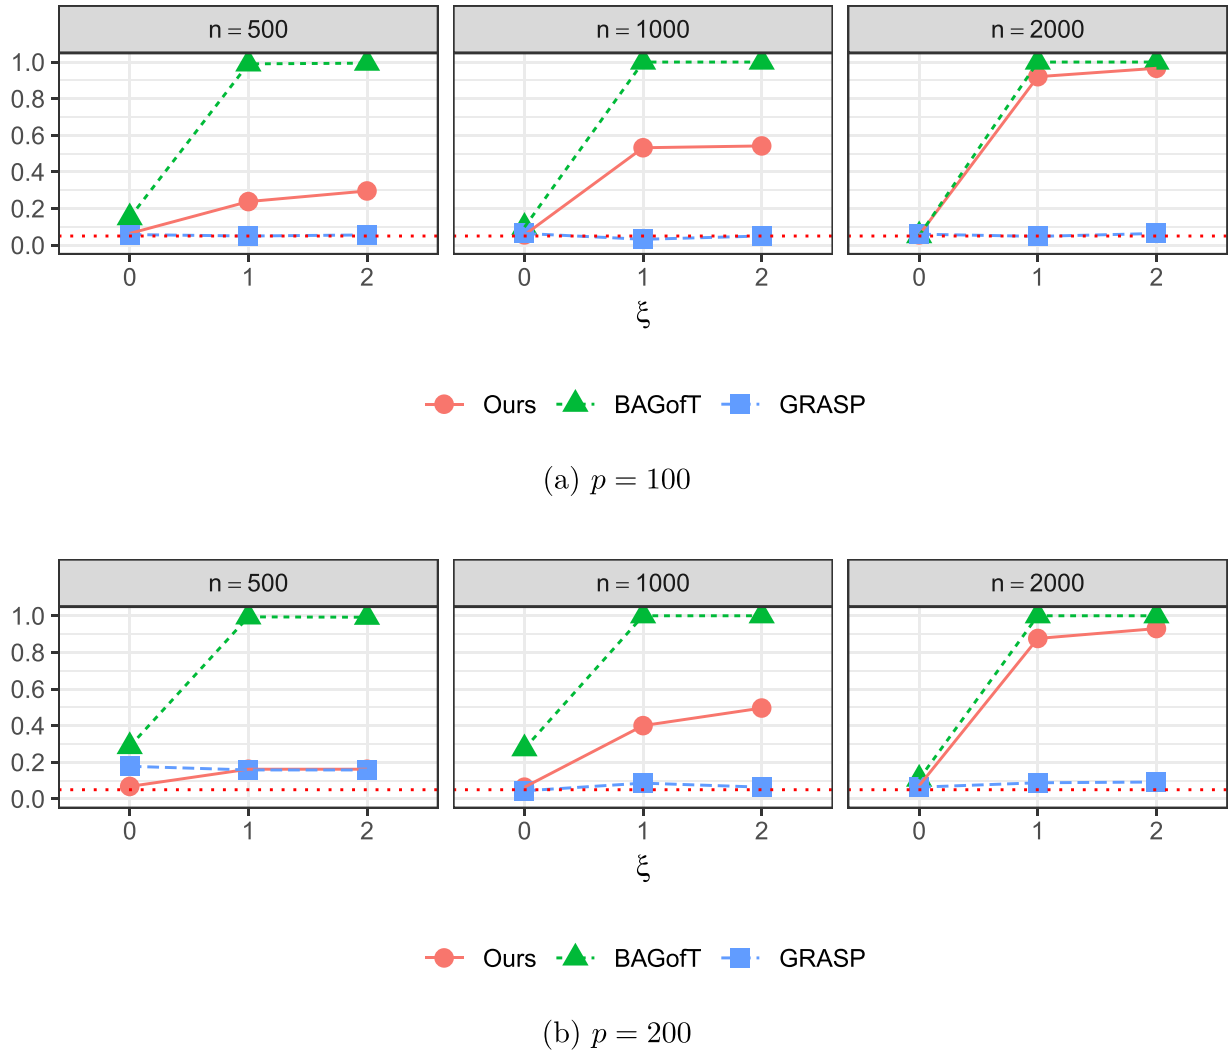 n = 500 n = 1000 n = 2000
1.0
0.8
0.6
0.4
0.2
0.0
0 1 2 0 1 2 0 1 2
ξ
Ours BAGofT GRASP
(a) p = 100
n = 500 n = 1000 n = 2000
1.0
0.8
0.6
0.4
0.2
0.0
0 1 2 0 1 2 0 1 2
ξ
Ours BAGofT GRASP
(b) p = 200